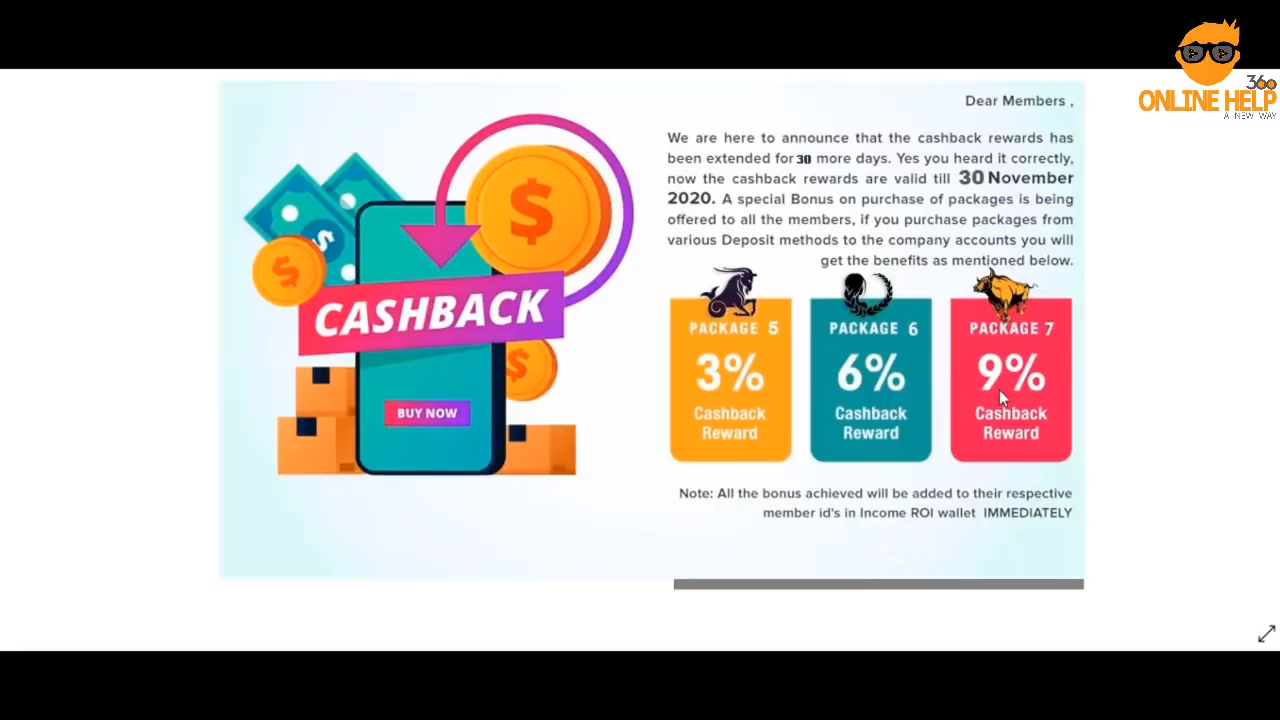 360
ONLINE HELP
A NEW WAY
Dear Members ,
We are here to announce that the cashback rewards has
been extended for 30 more days. Yes you heard it correctly,
now the cashback rewards are valid till 30 November
2020. A special Bonus on purchase of packages is being
offered to all the members, if you purchase packages from
various Deposit methods to the company accounts you will
get the benefits as mentioned below.
CASHBACK
BUY NOW
PACKAGE 5
3%
Cashback
Reward
PACKAGE 6
6%
Cashback
Reward
PACKAGE 7
9%
Cashback
Reward
Note: All the bonus achieved will be added to their respective
member id's in Income ROI wallet IMMEDIATELY